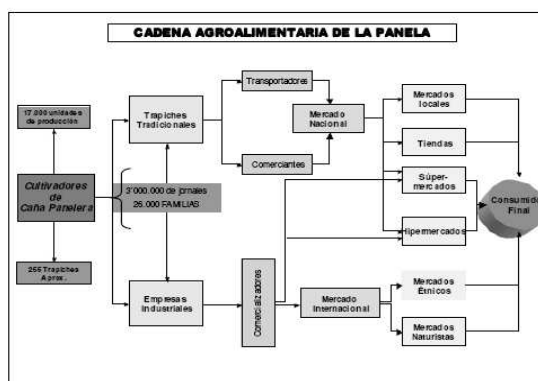 CADENA AGROALIMENTARIA DE LA PANELA
17.000 unidades
de producción
Cultivadores de
Caña Panelera
255 Trapiches
Aprox..
Trapiches
Tradicionales
3'000.000 de jornales
26.000 FAMILIAS
Empresas
Industriales
Transportadores
Comerciantes
Comercializadores
Mercado
Nacional
Mercado
Internacional
Mercados
locales
Tiendas
Súper-
mercados
Hipermercados
Mercados
Étnicos
Mercados
Naturistas
Consumido
Final